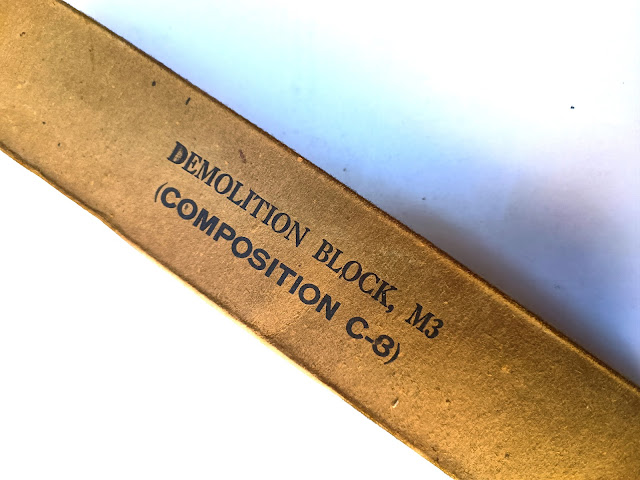 DEMOLITION BLOCK, M3
(COMPOSITION C-3)